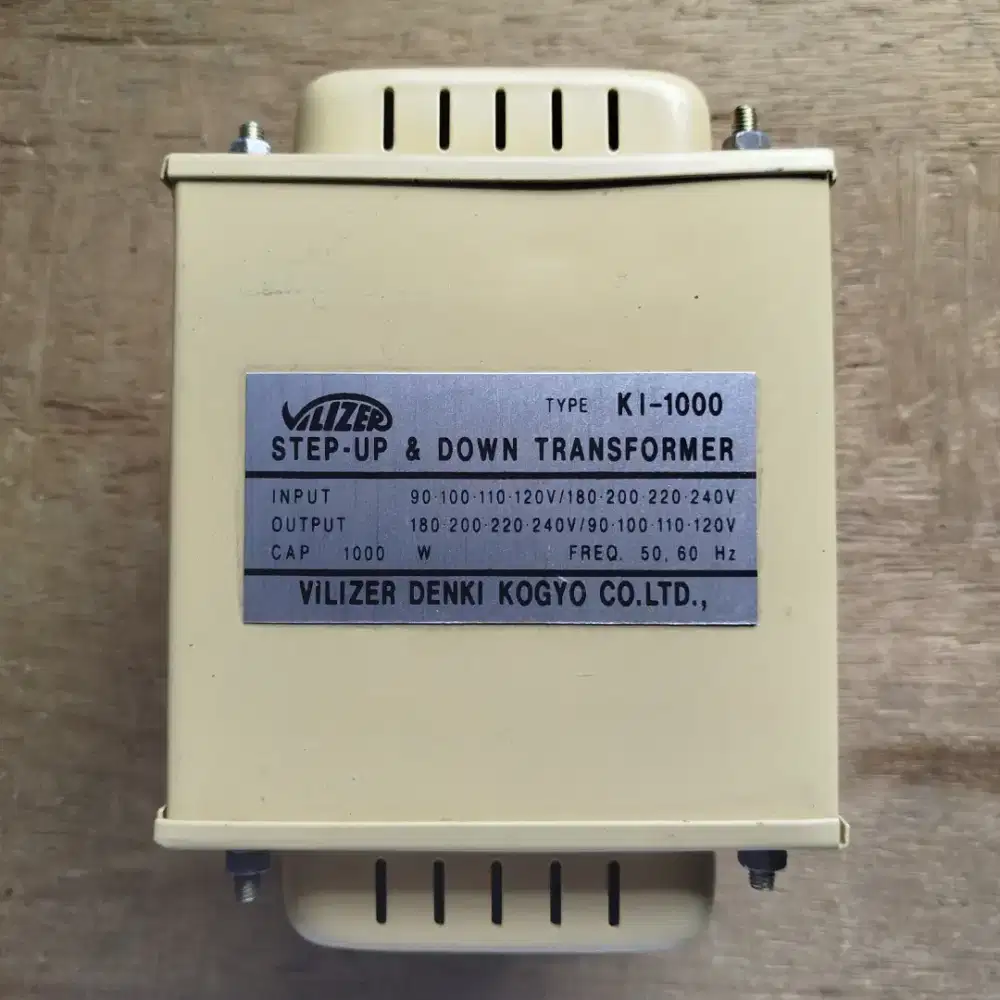 VILIZER
TYPE KI-1000
STEP-UP & DOWN TRANSFORMER
INPUT 90·100·110·120V/180·200·220·240V
OUTPUT 180·200·220·240V/90·100·110·120V
CAP 1000 W FREQ. 50, 60 Hz
ViLIZER DENKI KOGYO CO.LTD.,